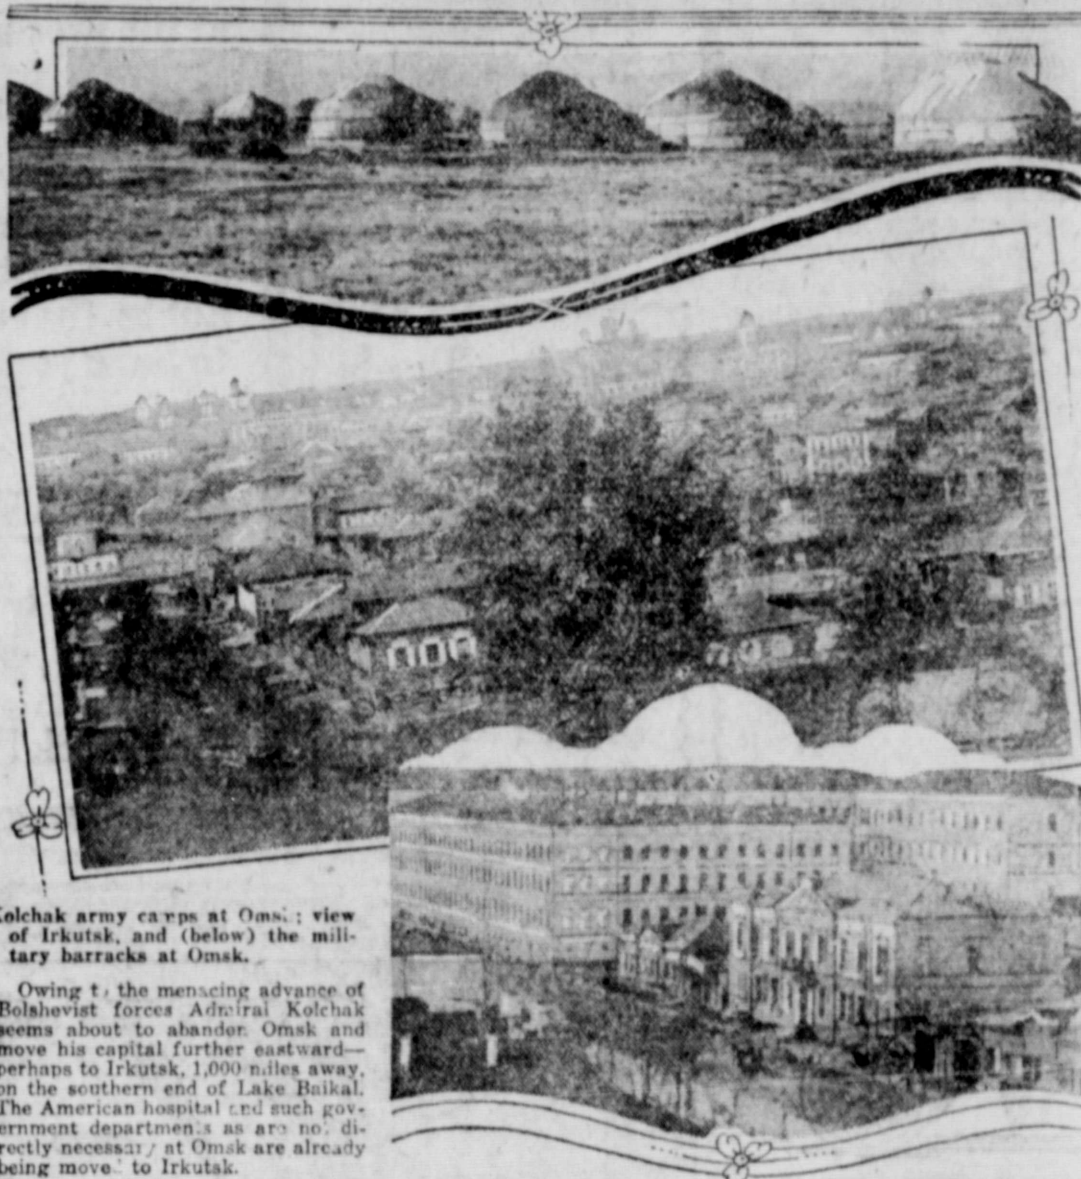 Kolchak army camps at Omsk; view
of Irkutsk, and (below) the mili-
tary barracks at Omsk.
Owing to the menacing advance of
Bolshevist forces Admiral Kolchak
seems about to abandon Omsk and
move his capital further eastward—
perhaps to Irkutsk, 1,000 miles away,
on the southern end of Lake Baikal.
The American hospital and such gov-
ernment departments as are not di-
rectly necessary at Omsk are already
being moved to Irkutsk.